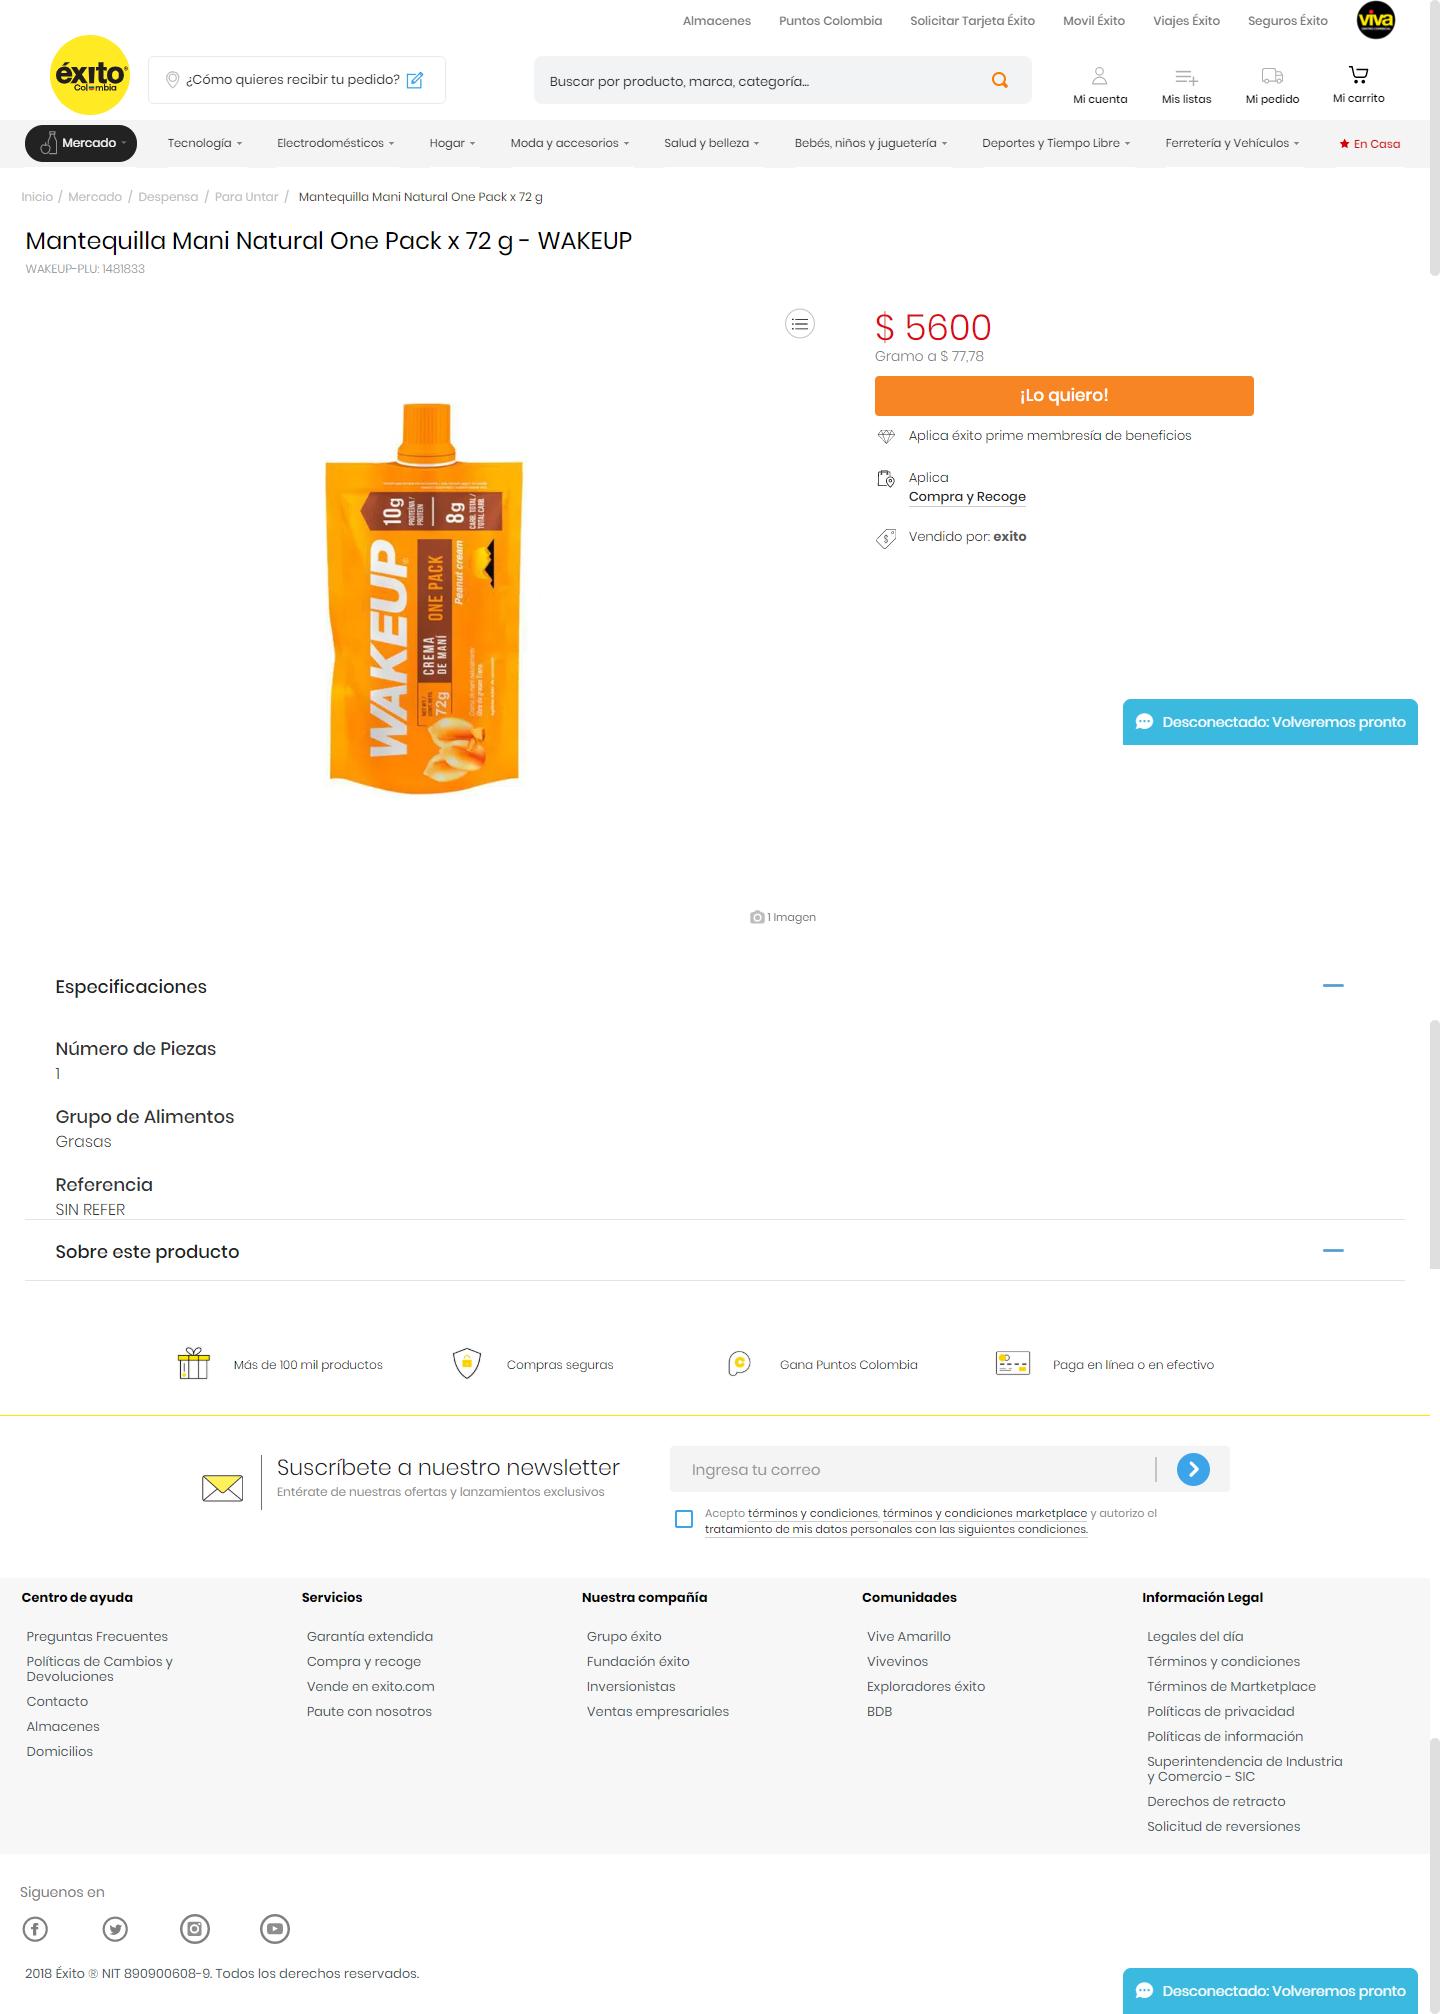 Almacenes Puntos Colombia Solicitar Tarjeta Éxito Movil Éxito Viajes Éxito Seguros Éxito viva
éxito
Colombia
¿Cómo quieres recibir tu pedido?
Buscar por producto, marca, categoría...
Mi cuenta Mis listas Mi pedido Mi carrito
Mercado Tecnología Electrodomésticos Hogar Moda y accesorios Salud y belleza Bebés, niños y juguetería Deportes y Tiempo Libre Ferretería y Vehículos En Casa
Inicio / Mercado / Despensa / Para Untar / Mantequilla Mani Natural One Pack x 72 g
Mantequilla Mani Natural One Pack x 72 g - WAKEUP
WAKEUP-PLU: 1481833
10g PROTEÍNA / PROTEIN
8g CARB. TOTAL / TOTAL CARB.
WAKEUP
CREMA DE MANÍ
ONE PACK
Peanut cream
72g
1 Imagen
$ 5600
Gramo a $ 77,78
¡Lo quiero!
Aplica éxito prime membresía de beneficios
Aplica
Compra y Recoge
Vendido por: exito
Desconectado: Volveremos pronto
Especificaciones
Número de Piezas
1
Grupo de Alimentos
Grasas
Referencia
SIN REFER
Sobre este producto
Más de 100 mil productos Compras seguras Gana Puntos Colombia Paga en línea o en efectivo
Suscríbete a nuestro newsletter
Entérate de nuestras ofertas y lanzamientos exclusivos
Ingresa tu correo
Acepto términos y condiciones, términos y condiciones marketplace y autorizo el
tratamiento de mis datos personales con las siguientes condiciones.
Centro de ayuda
Preguntas Frecuentes
Políticas de Cambios y
Devoluciones
Contacto
Almacenes
Domicilios
Servicios
Garantía extendida
Compra y recoge
Vende en exito.com
Paute con nosotros
Nuestra compañía
Grupo éxito
Fundación éxito
Inversionistas
Ventas empresariales
Comunidades
Vive Amarillo
Vivevinos
Exploradores éxito
BDB
Información Legal
Legales del día
Términos y condiciones
Términos de Martketplace
Políticas de privacidad
Políticas de información
Superintendencia de Industria
y Comercio - SIC
Derechos de retracto
Solicitud de reversiones
Siguenos en
2018 Éxito ® NIT 890900608-9. Todos los derechos reservados.
Desconectado: Volveremos pronto